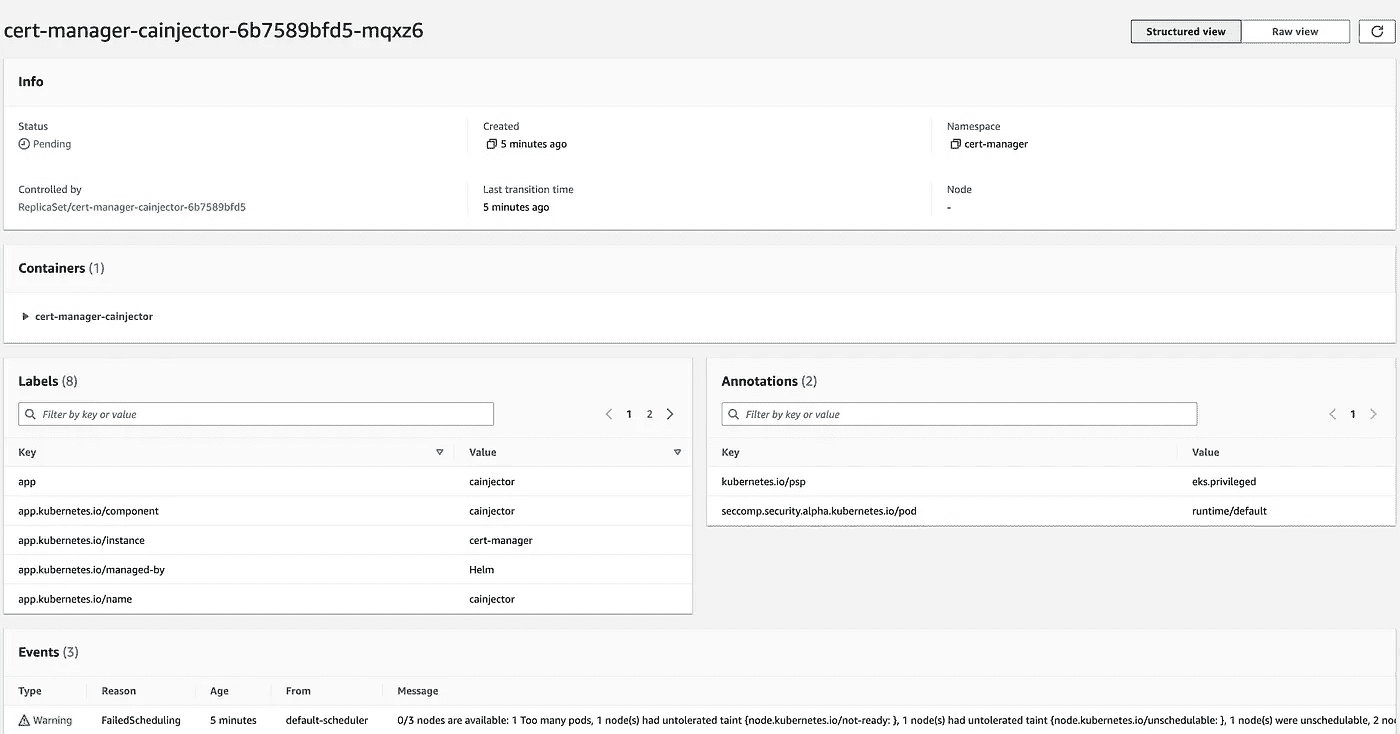 cert-manager-cainjector-6b7589bfd5-mqxz6
Structured view Raw view
Info
Status Created Namespace
Pending 5 minutes ago cert-manager
Controlled by Last transition time Node
ReplicaSet/cert-manager-cainjector-6b7589bfd5 5 minutes ago -
Containers (1)
cert-manager-cainjector
Labels (8)
Filter by key or value 1 2
Key Value
app cainjector
app.kubernetes.io/component cainjector
app.kubernetes.io/instance cert-manager
app.kubernetes.io/managed-by Helm
app.kubernetes.io/name cainjector
Annotations (2)
Filter by key or value 1
Key Value
kubernetes.io/psp eks.privileged
seccomp.security.alpha.kubernetes.io/pod runtime/default
Events (3)
Type Reason Age From Message
Warning FailedScheduling 5 minutes default-scheduler 0/3 nodes are available: 1 Too many pods, 1 node(s) had untolerated taint {node.kubernetes.io/not-ready: }, 1 node(s) had untolerated taint {node.kubernetes.io/unschedulable: }, 1 node(s) were unschedulable, 2